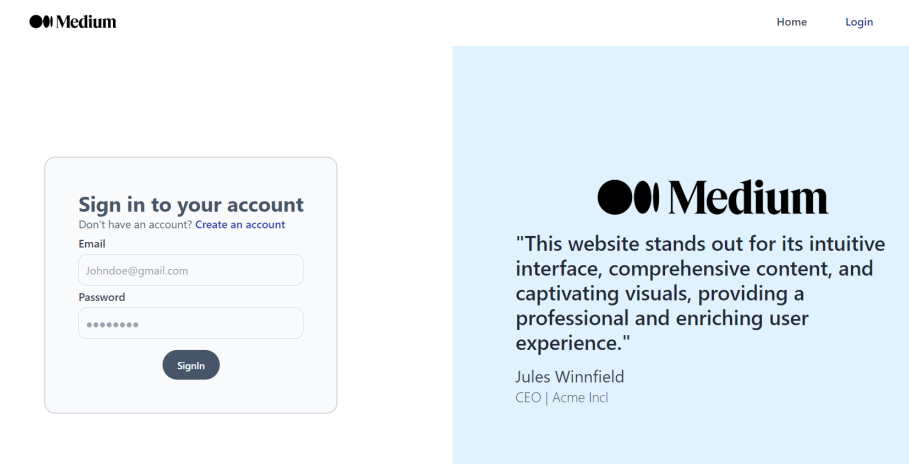 Medium
Home
Login
Sign in to your account
Don't have an account? Create an account
Email
Johndoe@gmail.com
Password
●●●●●●●●
SignIn
Medium
"This website stands out for its intuitive
interface, comprehensive content, and
captivating visuals, providing a
professional and enriching user
experience."
Jules Winnfield
CEO | Acme Incl